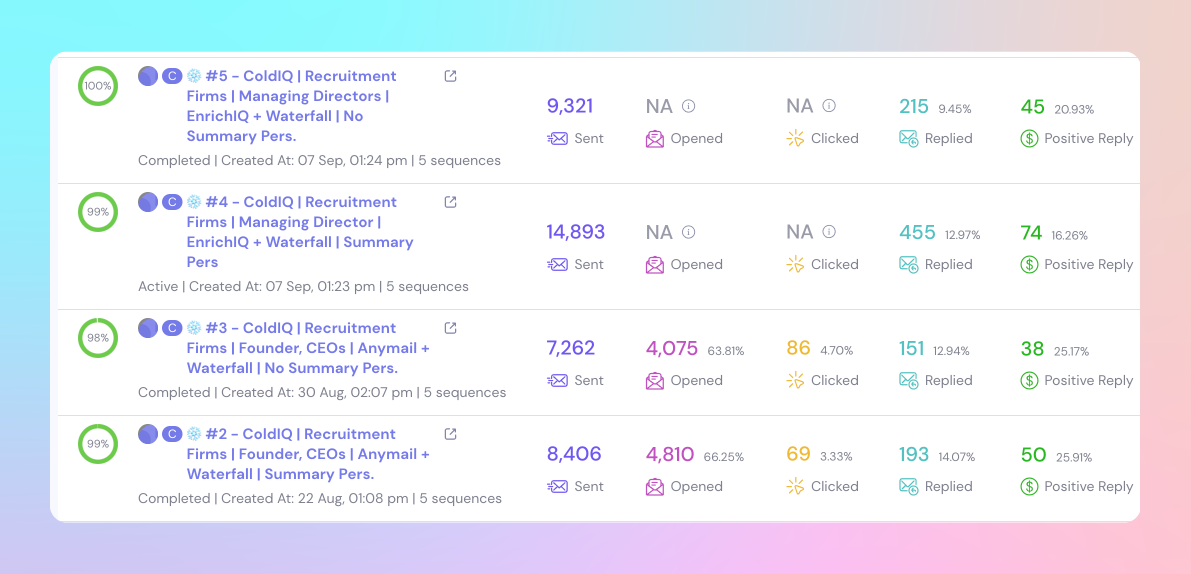 100%
C #5 - ColdIQ | Recruitment
Firms | Managing Directors |
EnrichIQ + Waterfall | No
Summary Pers.
Completed | Created At: 07 Sep, 01:24 pm | 5 sequences
9,321
Sent
NA
Opened
NA
Clicked
215 9.45%
Replied
45 20.93%
Positive Reply
99%
C #4 - ColdIQ | Recruitment
Firms | Managing Director |
EnrichIQ + Waterfall | Summary
Pers
Active | Created At: 07 Sep, 01:23 pm | 5 sequences
14,893
Sent
NA
Opened
NA
Clicked
455 12.97%
Replied
74 16.26%
Positive Reply
98%
C #3 - ColdIQ | Recruitment
Firms | Founder, CEOs | Anymail +
Waterfall | No Summary Pers.
Completed | Created At: 30 Aug, 02:07 pm | 5 sequences
7,262
Sent
4,075 63.81%
Opened
86 4.70%
Clicked
151 12.94%
Replied
38 25.17%
Positive Reply
99%
C #2 - ColdIQ | Recruitment
Firms | Founder, CEOs | Anymail +
Waterfall | Summary Pers.
Completed | Created At: 22 Aug, 01:08 pm | 5 sequences
8,406
Sent
4,810 66.25%
Opened
69 3.33%
Clicked
193 14.07%
Replied
50 25.91%
Positive Reply